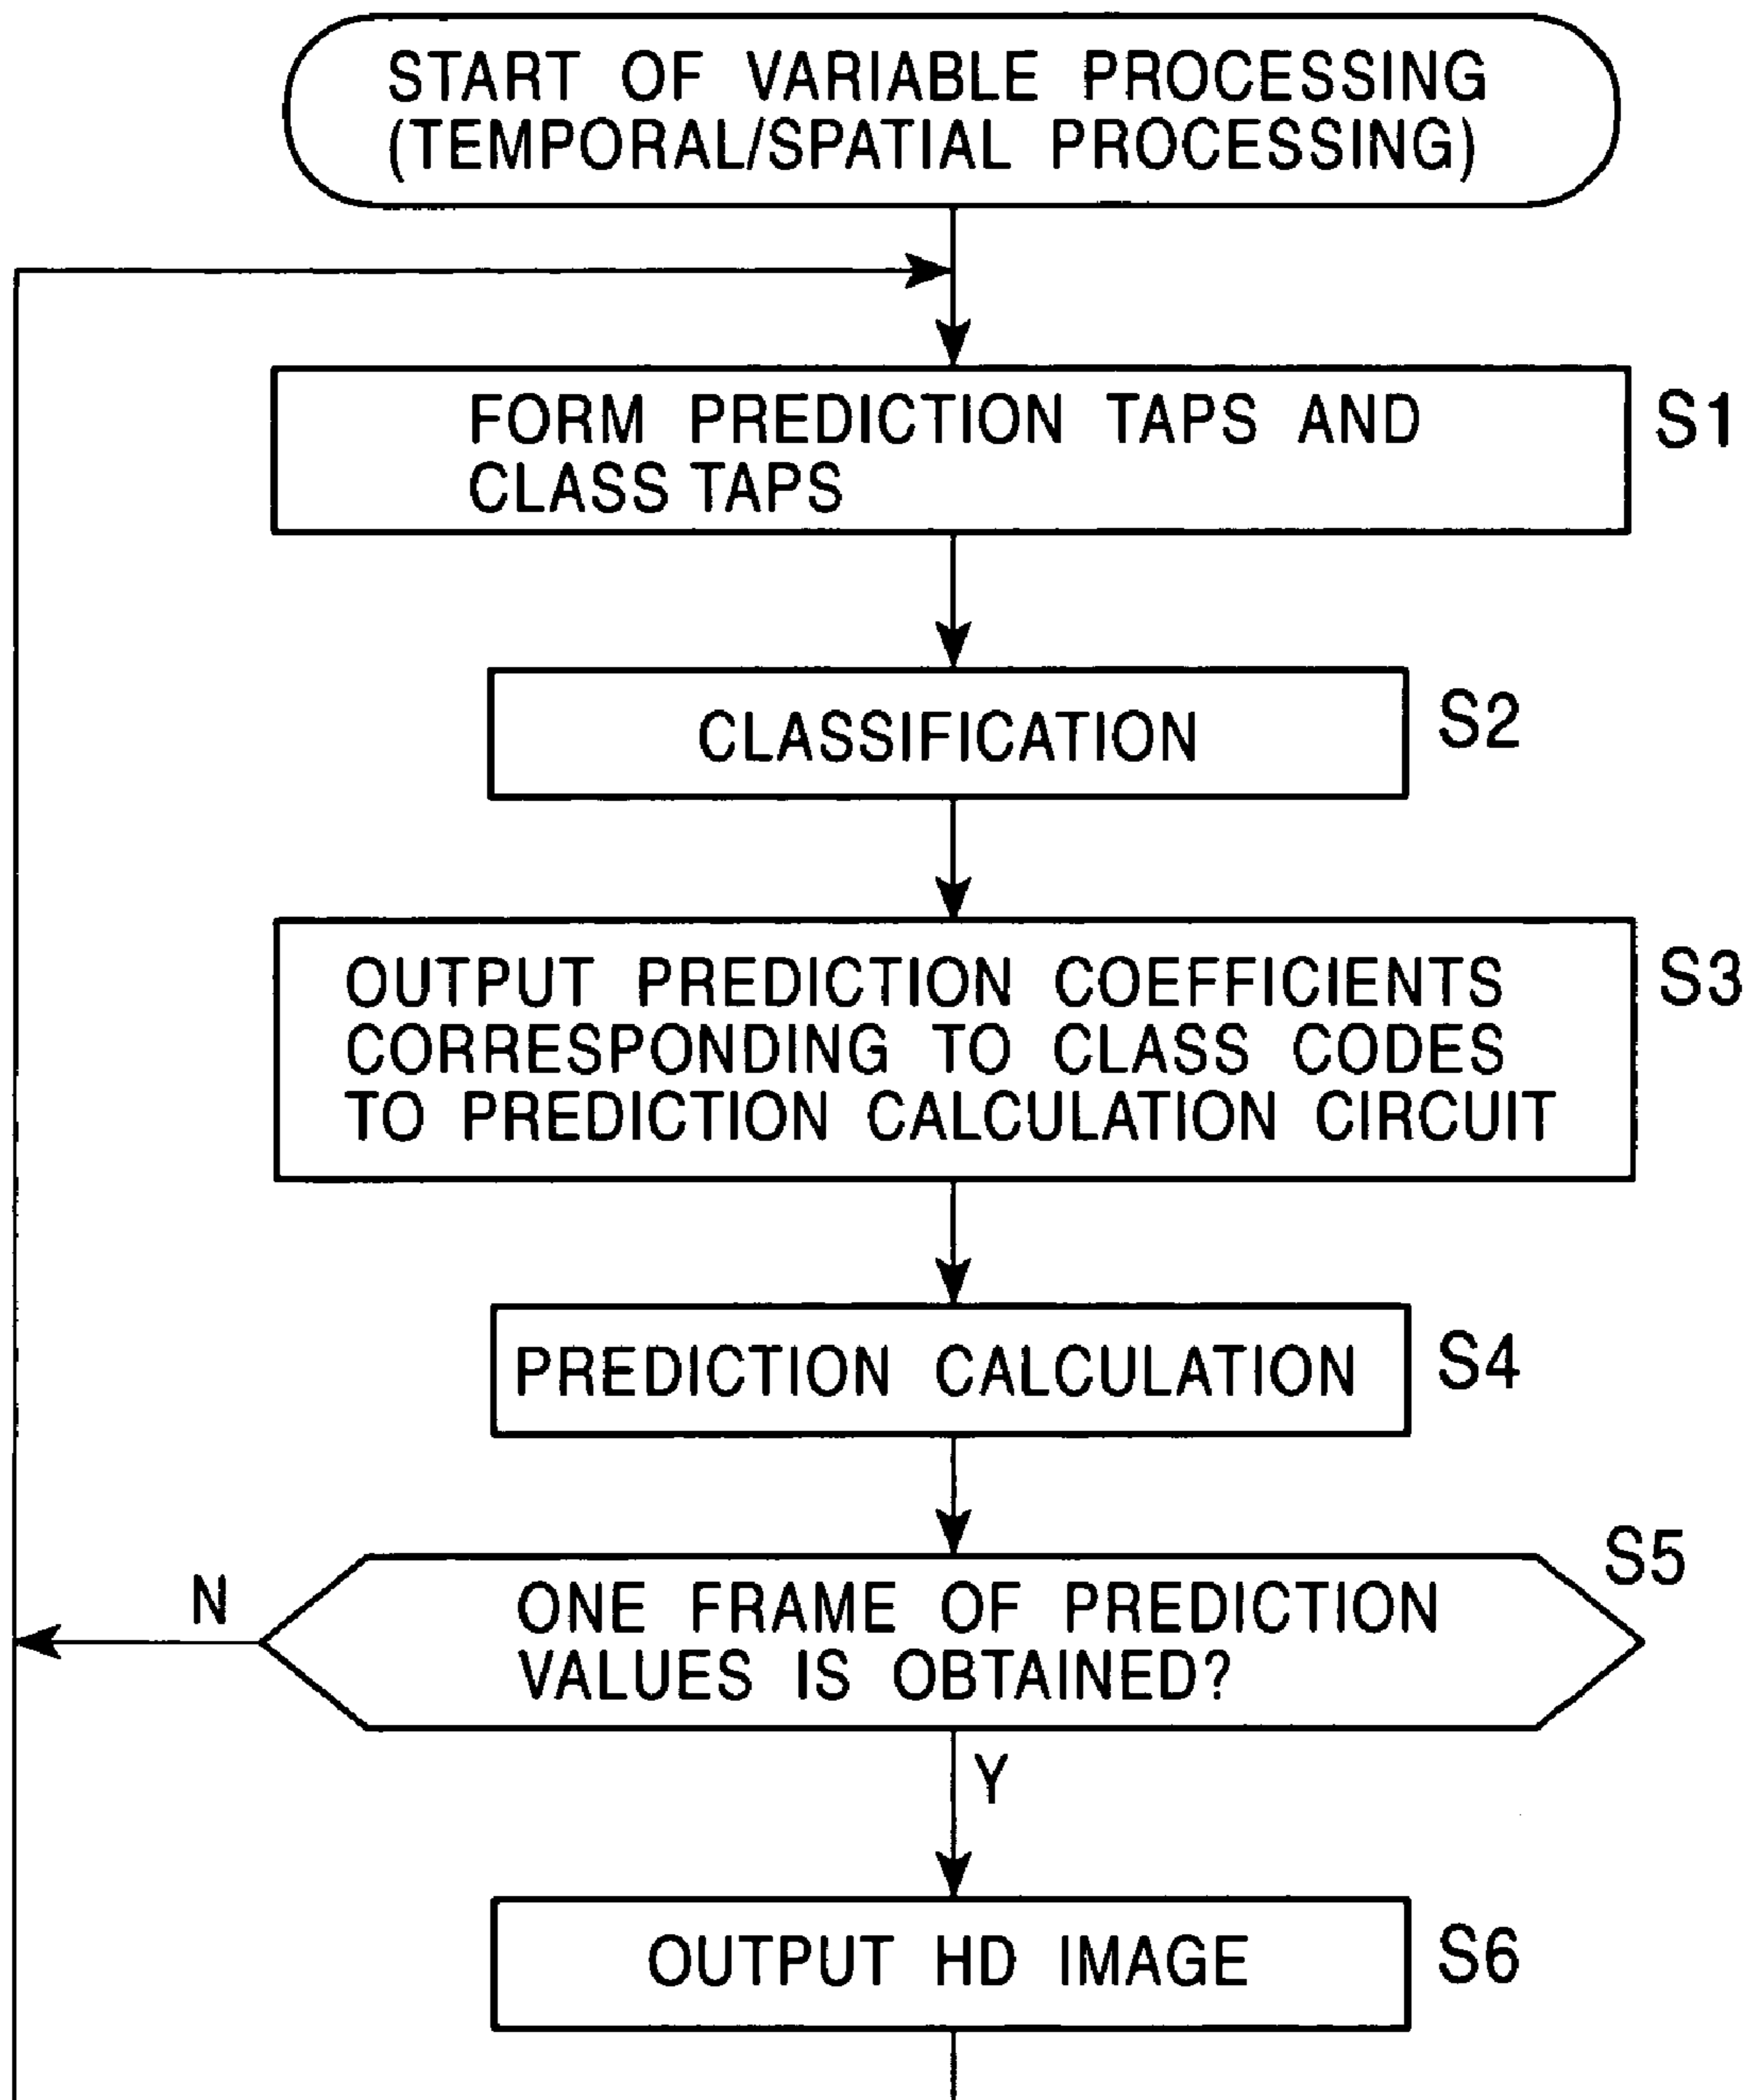 START OF VARIABLE PROCESSING
(TEMPORAL/SPATIAL PROCESSING)
FORM PREDICTION TAPS AND
CLASS TAPS
S1
CLASSIFICATION
S2
OUTPUT PREDICTION COEFFICIENTS
CORRESPONDING TO CLASS CODES
TO PREDICTION CALCULATION CIRCUIT
S3
PREDICTION CALCULATION
S4
ONE FRAME OF PREDICTION
VALUES IS OBTAINED?
S5
N
Y
OUTPUT HD IMAGE
S6